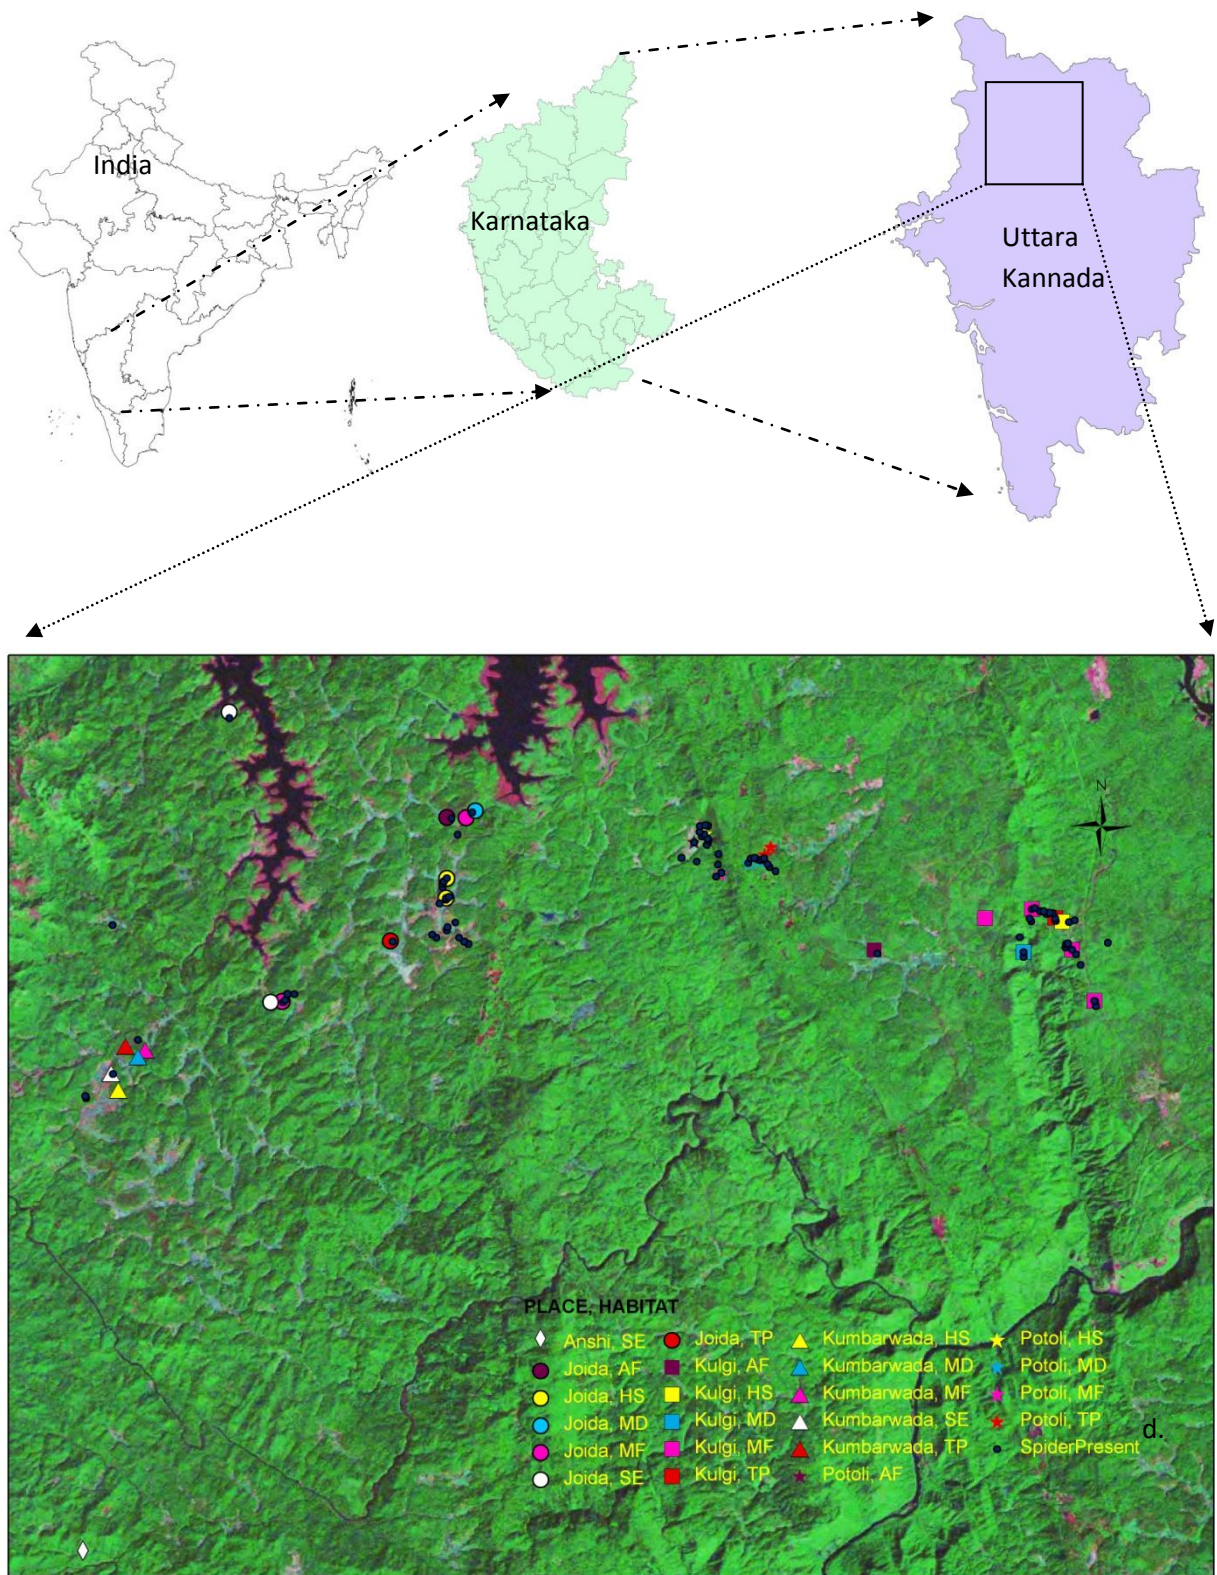 India
Karnataka
Uttara
Kannada
N
PLACE, HABITAT
Anshi, SE
Joida, AF
Joida, HS
Joida, MD
Joida, MF
Joida, SE
Joida, TP
Kulgi, AF
Kulgi, HS
Kulgi, MD
Kulgi, MF
Kulgi, TP
Kumbarwada, HS
Kumbarwada, MD
Kumbarwada, MF
Kumbarwada, SE
Kumbarwada, TP
Potoli, AF
Potoli, HS
Potoli, MD
Potoli, MF
Potoli, TP
SpiderPresent
d.